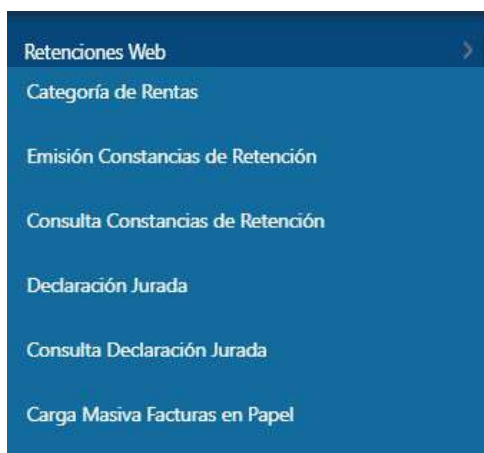 Retenciones Web
Categoría de Rentas
Emisión Constancias de Retención
Consulta Constancias de Retención
Declaración Jurada
Consulta Declaración Jurada
Carga Masiva Facturas en Papel